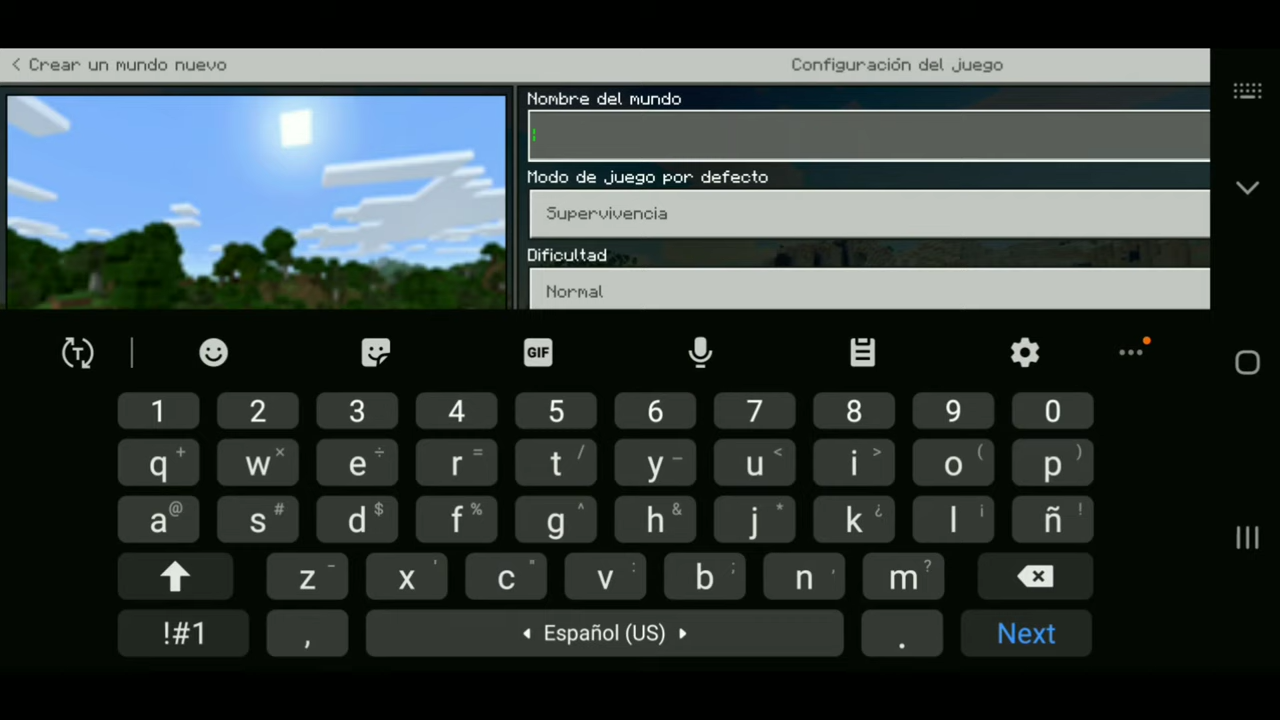 < Crear un mundo nuevo
Configuración del juego
Nombre del mundo
Modo de juego por defecto
Supervivencia
Dificultad
Normal
T GIF
1 2 3 4 5 6 7 8 9 0
q + w × e ÷ r = t / y _ u < i > o ( p )
a @ s # d $ f % g ^ h & j * k ¿ l ¡ ñ !
z - x ' c " v : b ; n , m ?
!#1 , Español (US) . Next